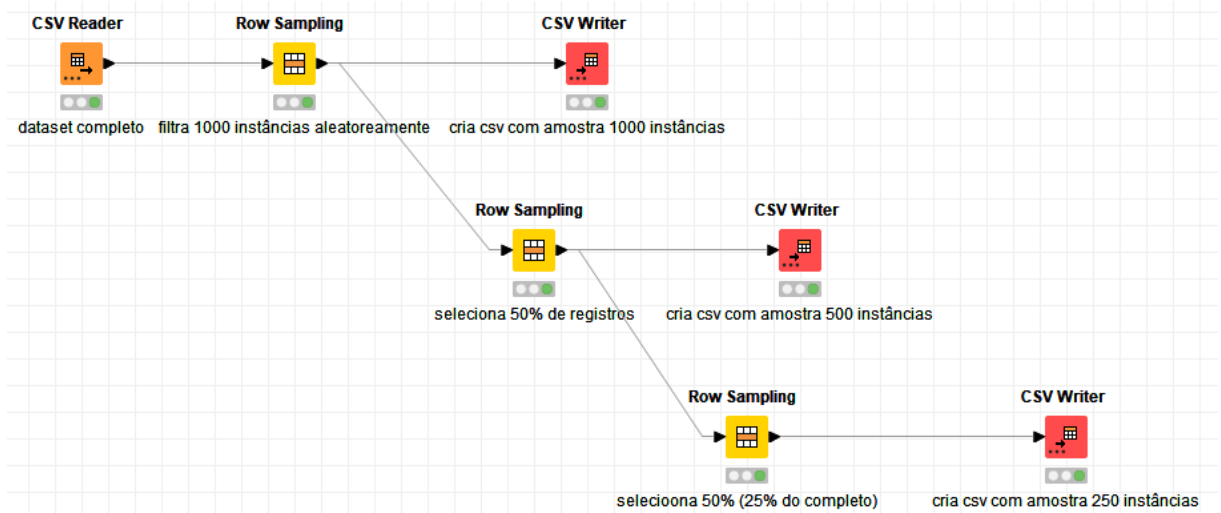 CSV Reader
Row Sampling
CSV Writer
dataset completo
filtra 1000 instâncias aleatoreamente
cria csv com amostra 1000 instâncias
Row Sampling
CSV Writer
seleciona 50% de registros
cria csv com amostra 500 instâncias
Row Sampling
CSV Writer
selecioona 50% (25% do completo)
cria csv com amostra 250 instâncias